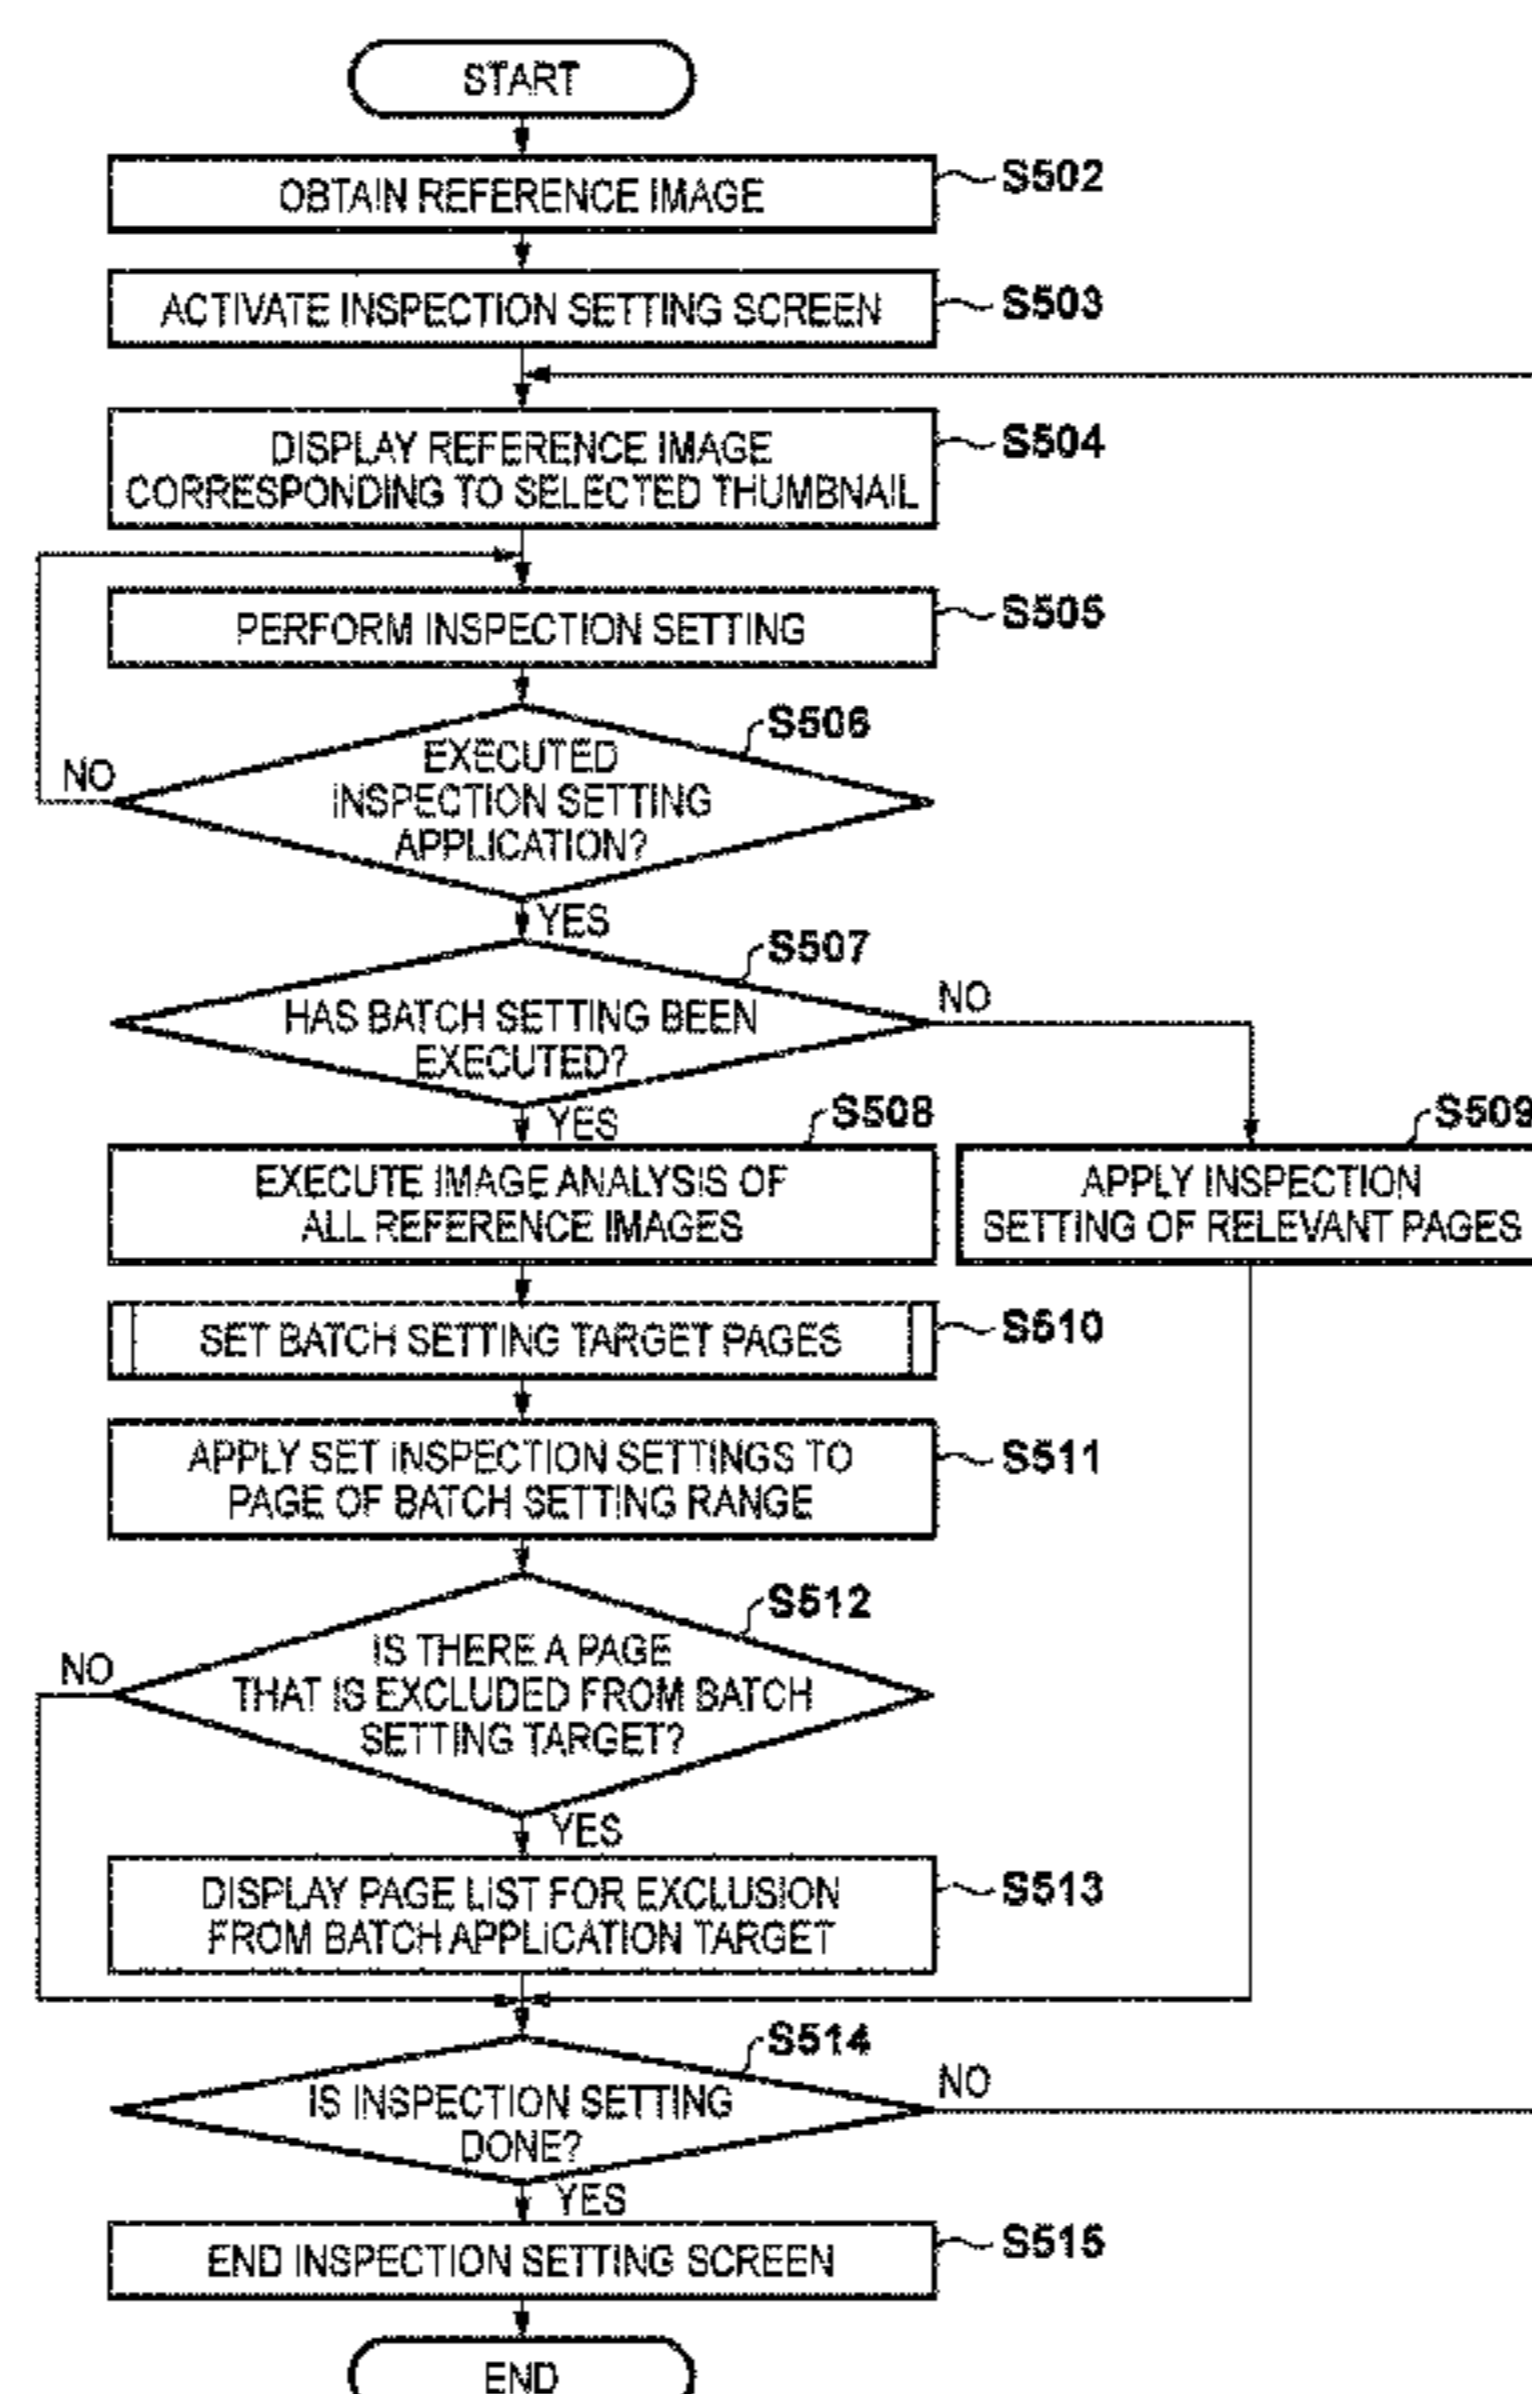 START
OBTAIN REFERENCE IMAGE
S502
ACTIVATE INSPECTION SETTING SCREEN
S503
DISPLAY REFERENCE IMAGE
CORRESPONDING TO SELECTED THUMBNAIL
S504
PERFORM INSPECTION SETTING
S505
S506
EXECUTED
INSPECTION SETTING
APPLICATION?
NO
YES
S507
HAS BATCH SETTING BEEN
EXECUTED?
NO
YES
S508
EXECUTE IMAGE ANALYSIS OF
ALL REFERENCE IMAGES
S509
APPLY INSPECTION
SETTING OF RELEVANT PAGES
SET BATCH SETTING TARGET PAGES
S510
APPLY SET INSPECTION SETTINGS TO
PAGE OF BATCH SETTING RANGE
S511
S512
IS THERE A PAGE
THAT IS EXCLUDED FROM BATCH
SETTING TARGET?
NO
YES
DISPLAY PAGE LIST FOR EXCLUSION
FROM BATCH APPLICATION TARGET
S513
S514
IS INSPECTION SETTING
DONE?
NO
YES
END INSPECTION SETTING SCREEN
S515
END